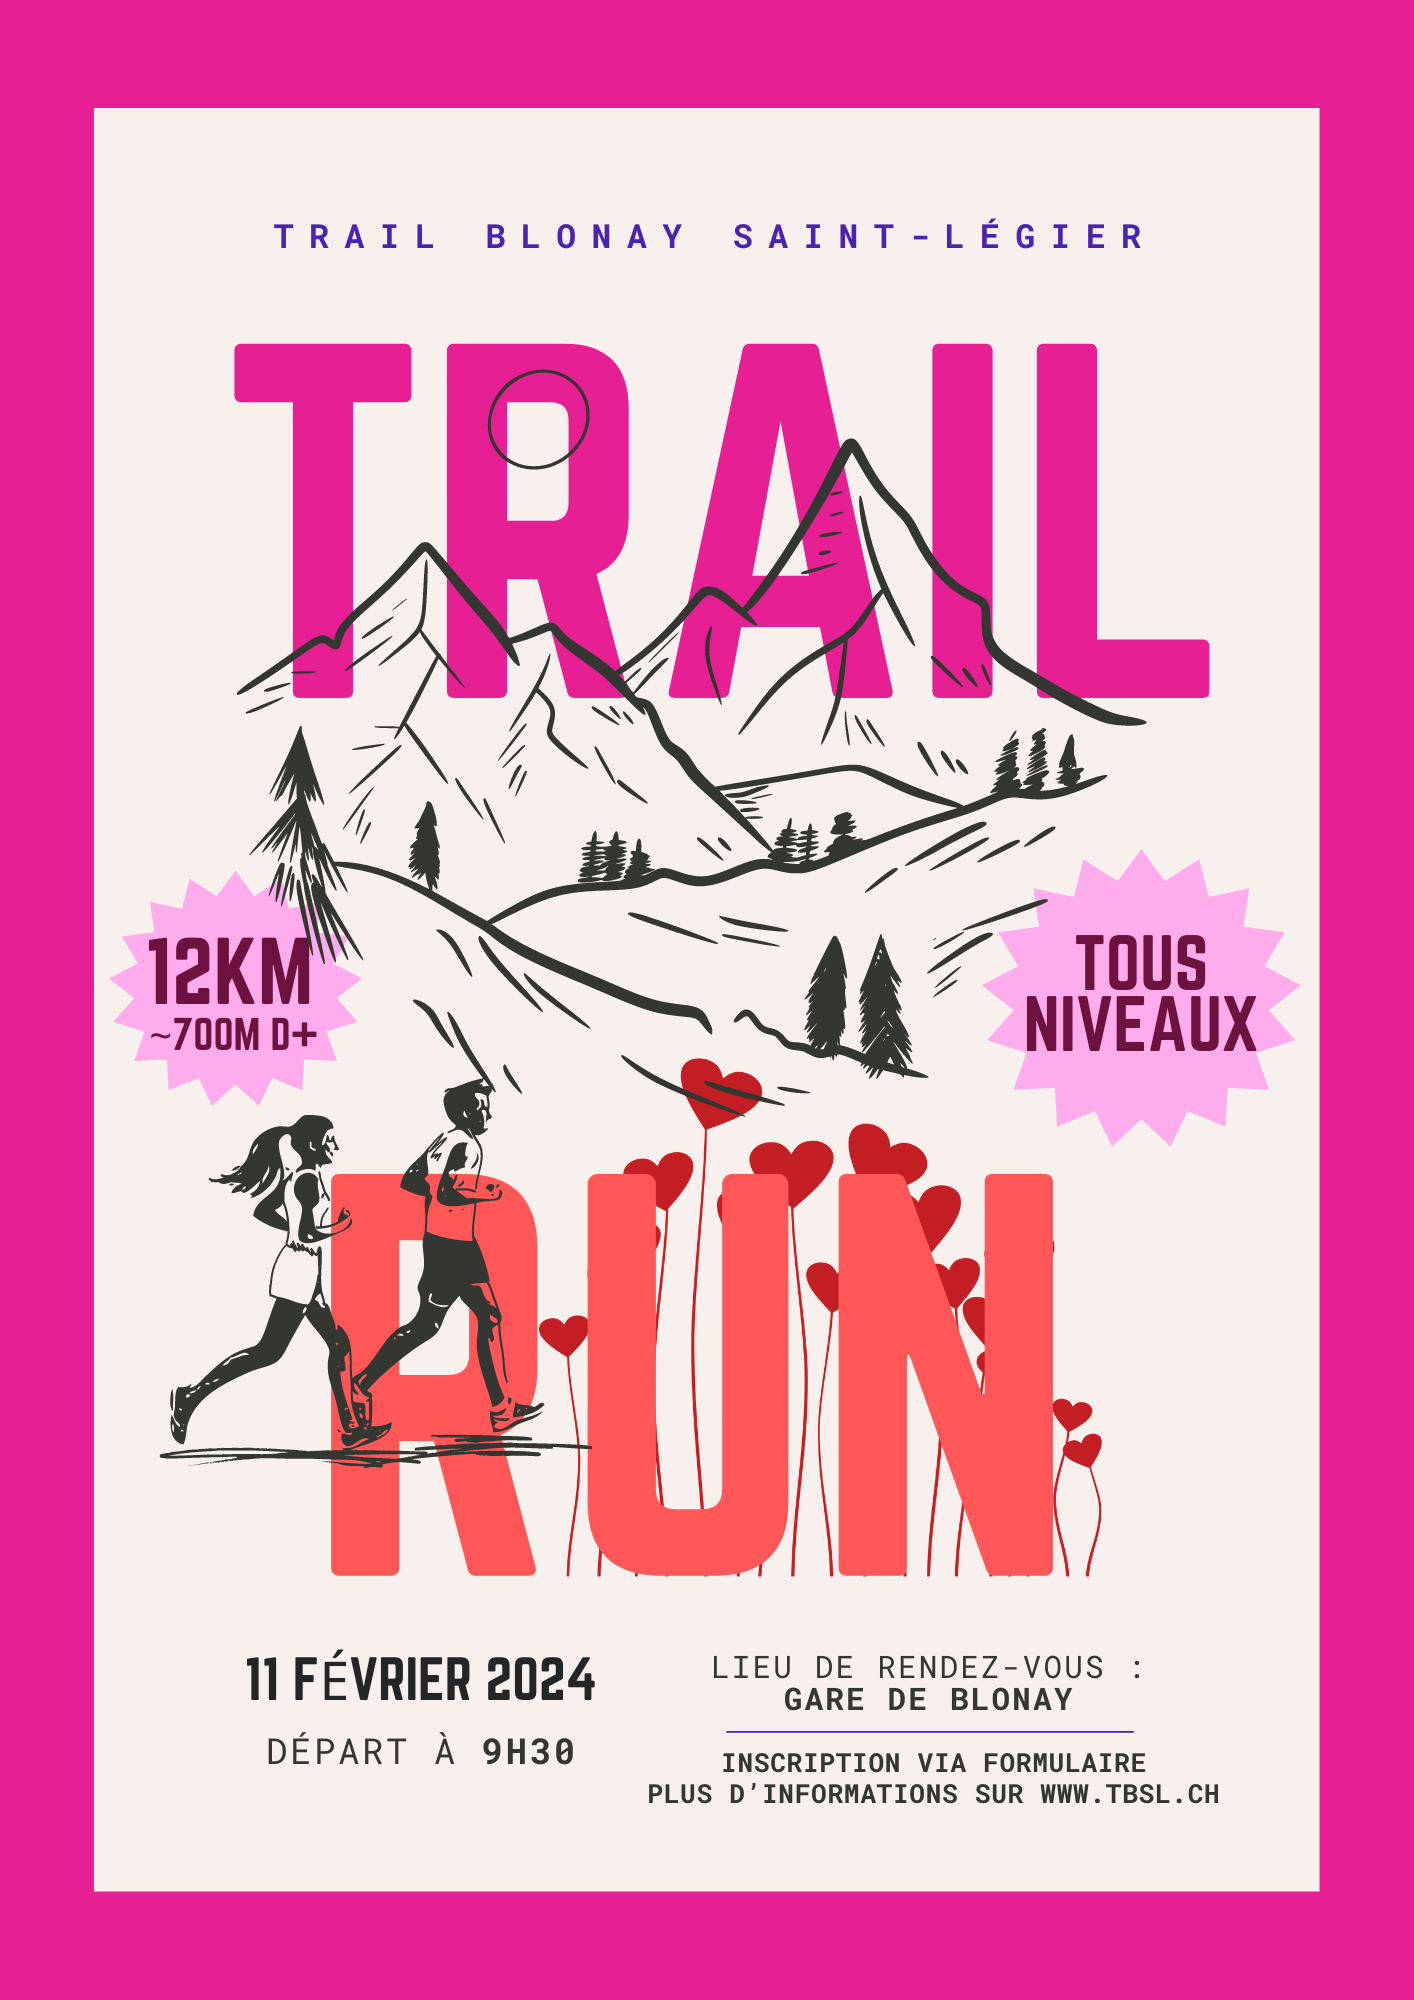 TRAIL BLONAY SAINT-LÉGIER
TRAIL
12KM
~700M D+
TOUS
NIVEAUX
RUN
11 FÉVRIER 2024
DÉPART À 9H30
LIEU DE RENDEZ-VOUS :
GARE DE BLONAY
INSCRIPTION VIA FORMULAIRE
PLUS D'INFORMATIONS SUR WWW.TBSL.CH